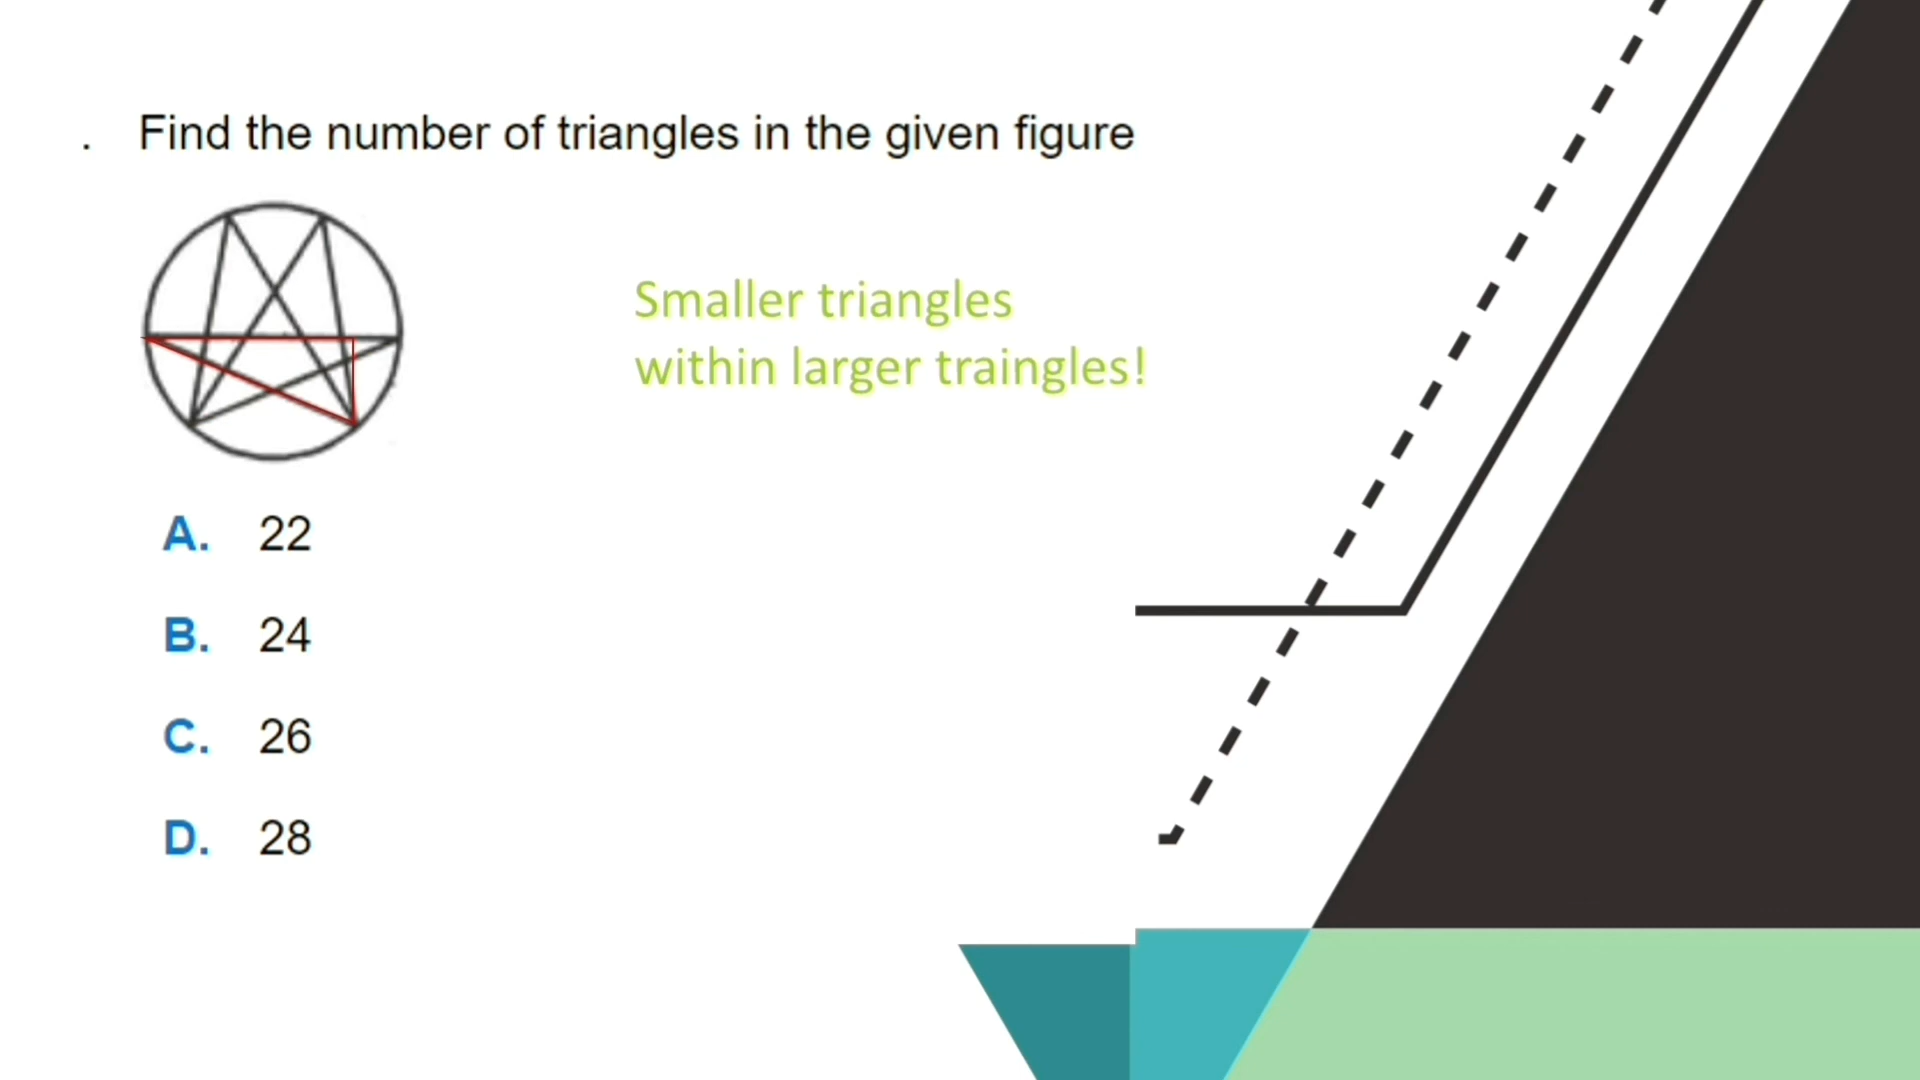 . Find the number of triangles in the given figure
Smaller triangles
within larger traingles!
A. 22
B. 24
C. 26
D. 28